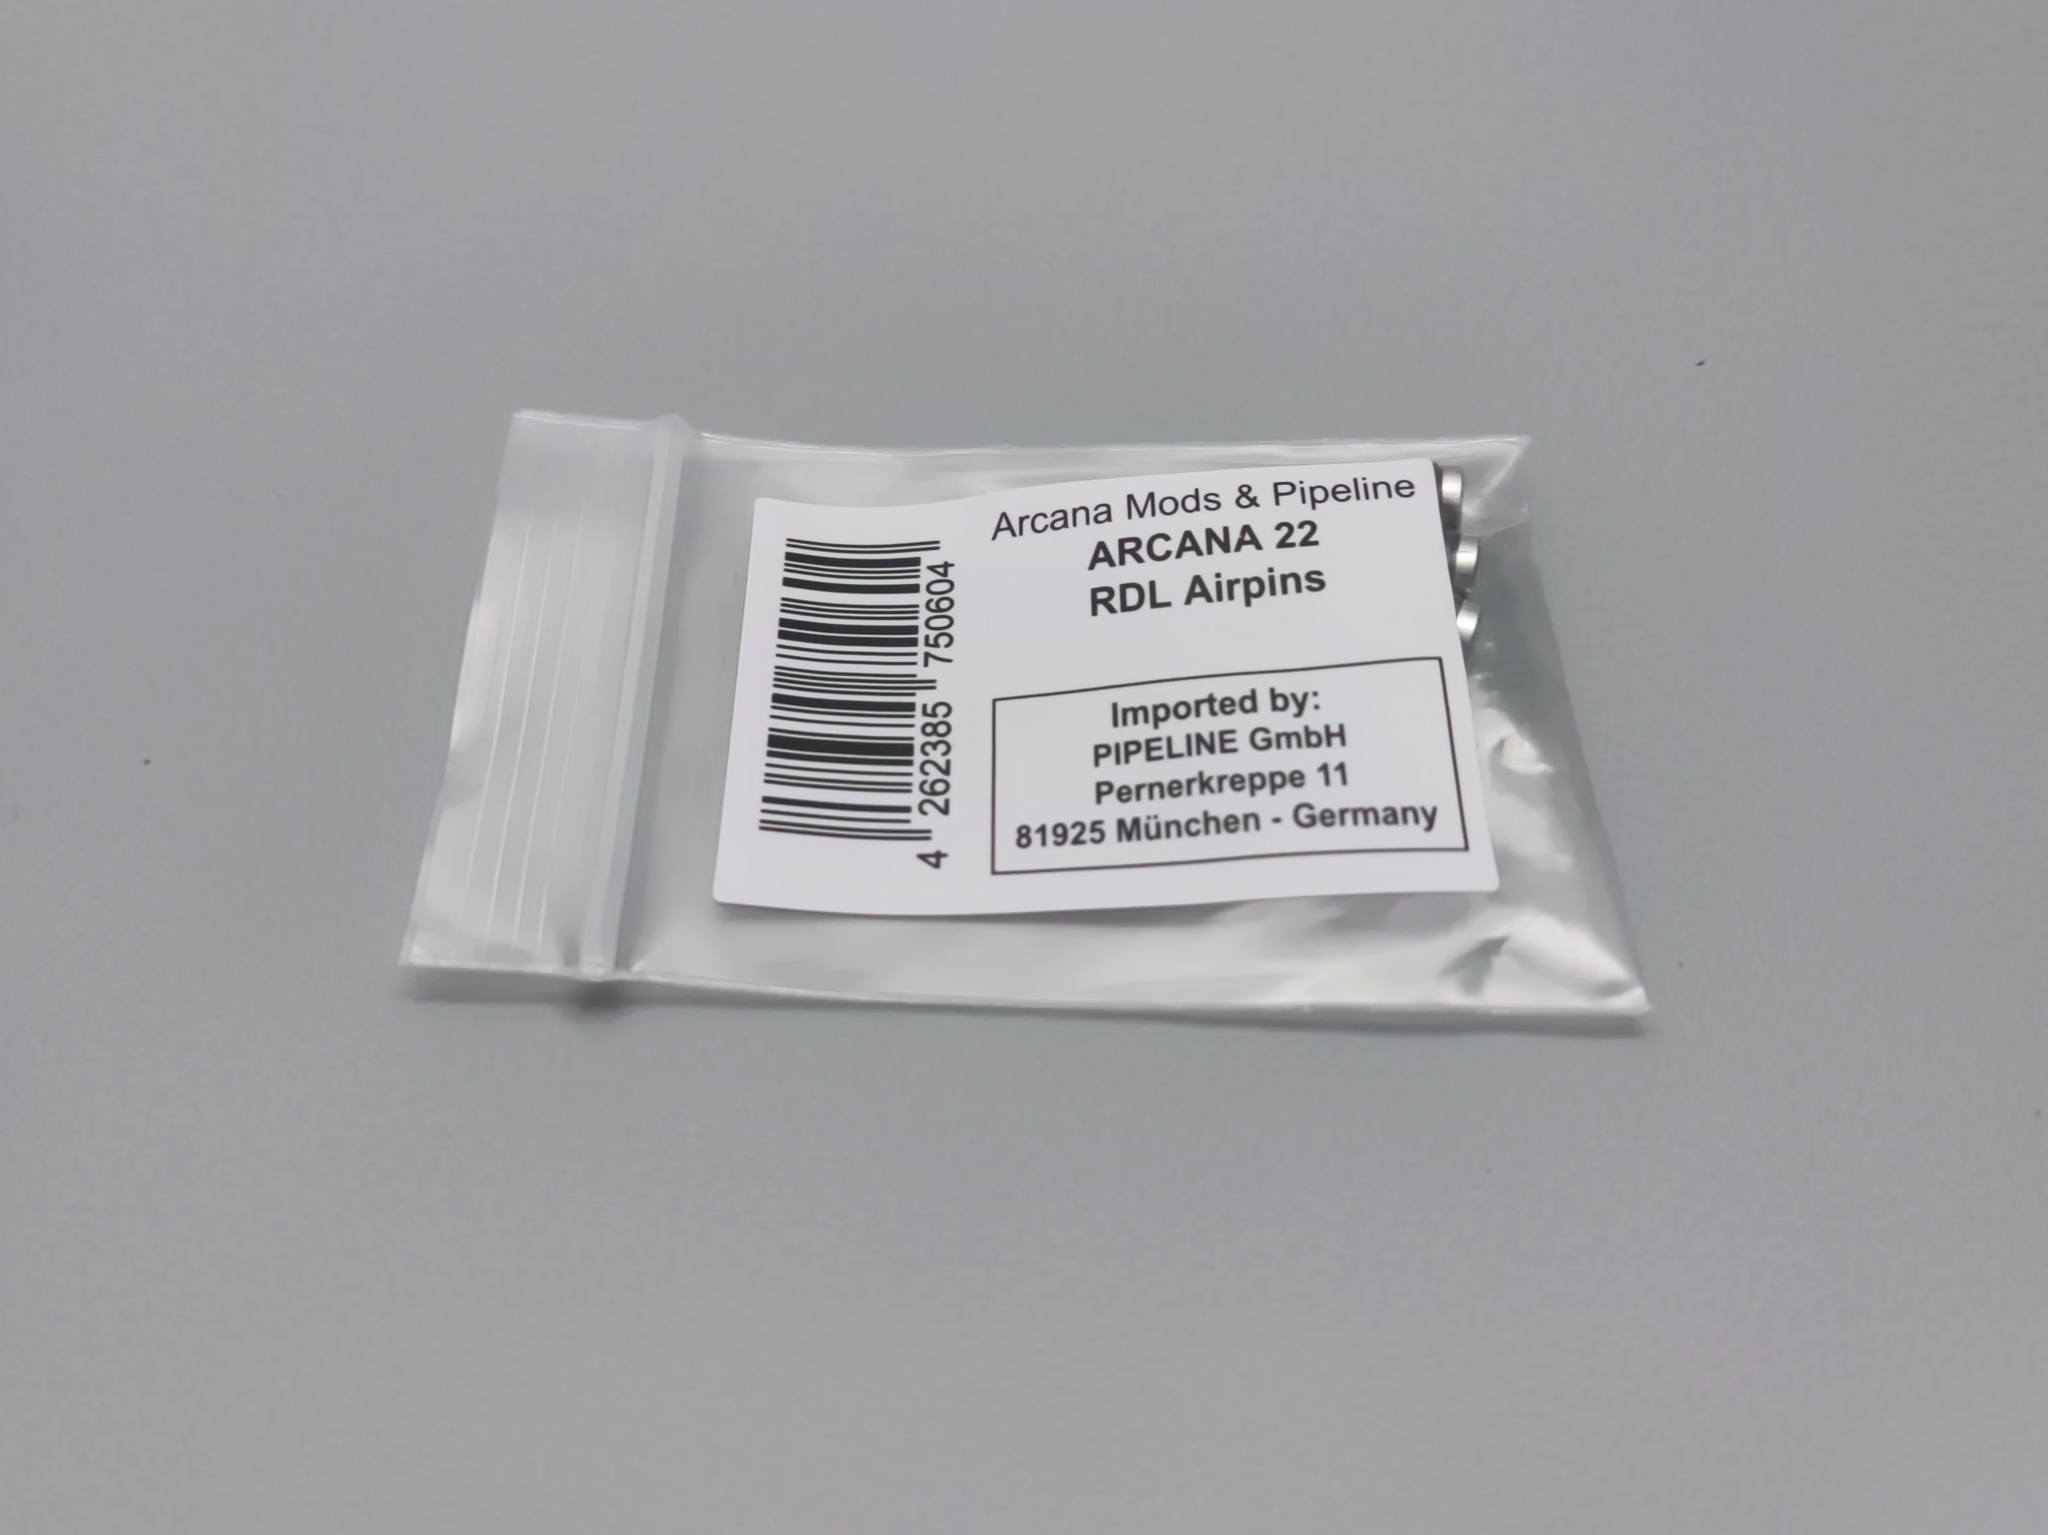 Arcana Mods & Pipeline
ARCANA 22
RDL Airpins
Imported by:
PIPELINE GmbH
Pernerkreppe 11
81925 München - Germany
4 262385 750604